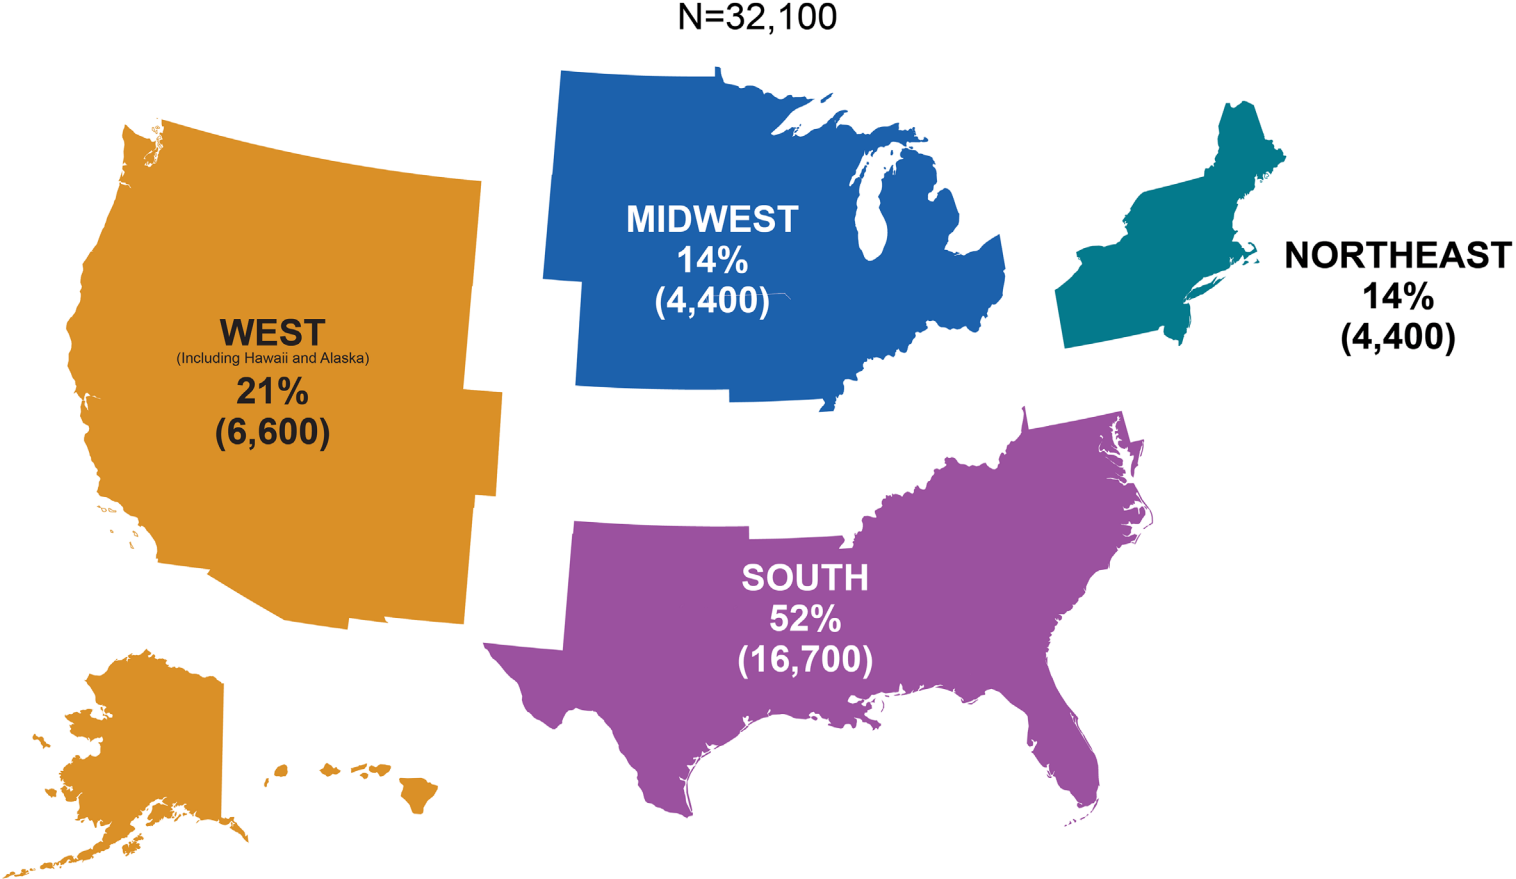 N=32,100
MIDWEST
14%
(4,400)
NORTHEAST
14%
(4,400)
WEST
(Including Hawaii and Alaska)
21%
(6,600)
SOUTH
52%
(16,700)